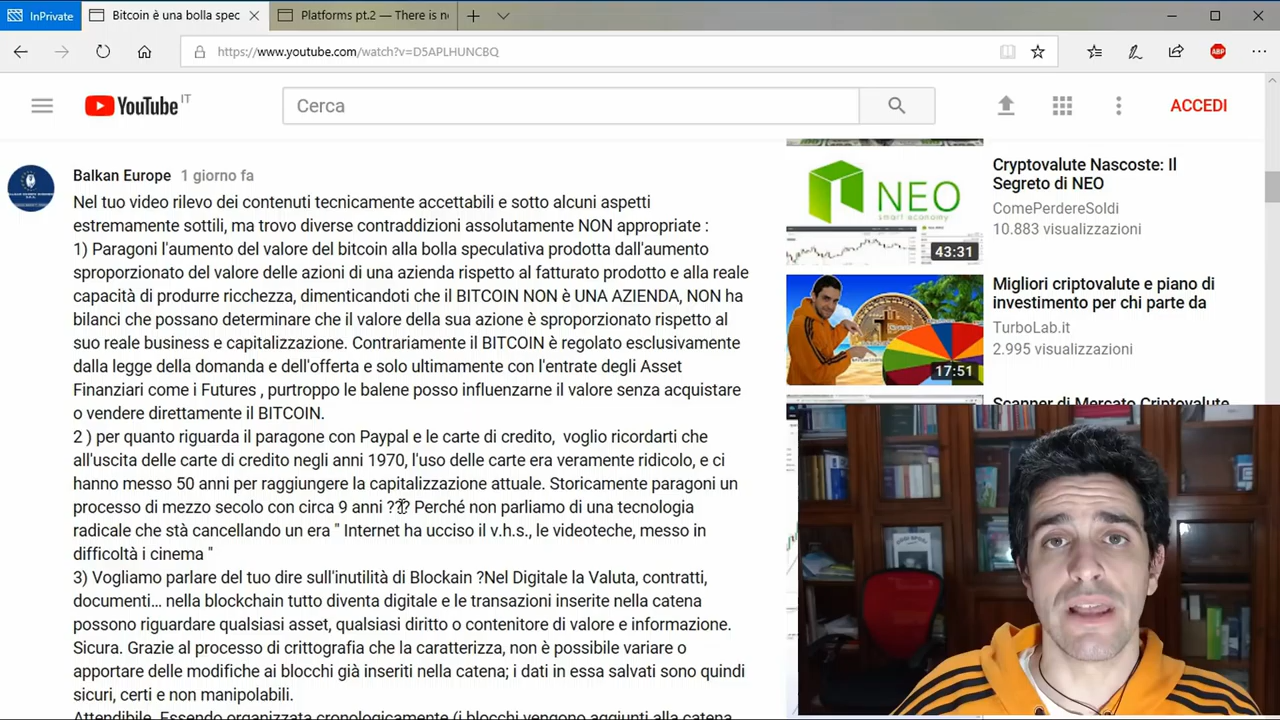 InPrivate
Bitcoin è una bolla spec
Platforms pt.2 — There is n
https://www.youtube.com/watch?v=D5APLHUNCBQ
ABP
YouTube IT
Cerca
ACCEDI
Balkan Europe 1 giorno fa
Nel tuo video rilevo dei contenuti tecnicamente accettabili e sotto alcuni aspetti
estremamente sottili, ma trovo diverse contraddizioni assolutamente NON appropriate :
1) Paragoni l'aumento del valore del bitcoin alla bolla speculativa prodotta dall'aumento
sproporzionato del valore delle azioni di una azienda rispetto al fatturato prodotto e alla reale
capacità di produrre ricchezza, dimenticandoti che il BITCOIN NON è UNA AZIENDA, NON ha
bilanci che possano determinare che il valore della sua azione è sproporzionato rispetto al
suo reale business e capitalizzazione. Contrariamente il BITCOIN è regolato esclusivamente
dalla legge della domanda e dell'offerta e solo ultimamente con l'entrate degli Asset
Finanziari come i Futures , purtroppo le balene posso influenzarne il valore senza acquistare
o vendere direttamente il BITCOIN.
2 ) per quanto riguarda il paragone con Paypal e le carte di credito, voglio ricordarti che
all'uscita delle carte di credito negli anni 1970, l'uso delle carte era veramente ridicolo, e ci
hanno messo 50 anni per raggiungere la capitalizzazione attuale. Storicamente paragoni un
processo di mezzo secolo con circa 9 anni ??? Perché non parliamo di una tecnologia
radicale che stà cancellando un era " Internet ha ucciso il v.h.s., le videoteche, messo in
difficoltà i cinema "
3) Vogliamo parlare del tuo dire sull'inutilità di Blockain ?Nel Digitale la Valuta, contratti,
documenti... nella blockchain tutto diventa digitale e le transazioni inserite nella catena
possono riguardare qualsiasi asset, qualsiasi diritto o contenitore di valore e informazione.
Sicura. Grazie al processo di crittografia che la caratterizza, non è possibile variare o
apportare delle modifiche ai blocchi già inseriti nella catena; i dati in essa salvati sono quindi
sicuri, certi e non manipolabili.
Attendibile. Essendo organizzata cronologicamente (i blocchi vengono aggiunti alla catena
NEO
smart economy
43:31
Cryptovalute Nascoste: Il
Segreto di NEO
ComePerdereSoldi
10.883 visualizzazioni
17:51
Migliori criptovalute e piano di
investimento per chi parte da
TurboLab.it
2.995 visualizzazioni
Scanner di Mercato Criptovalute